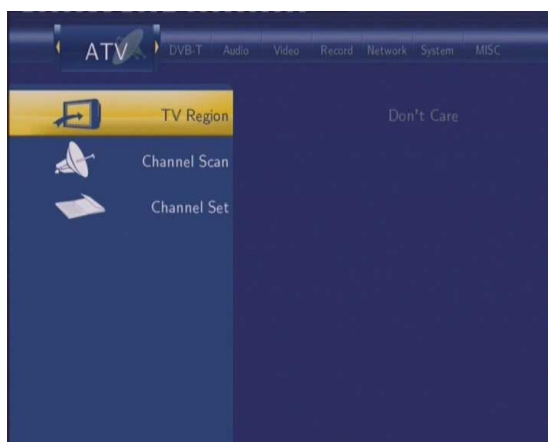 ATV DVB-T Audio Video Record Network System MISC
TV Region Don't Care
Channel Scan
Channel Set